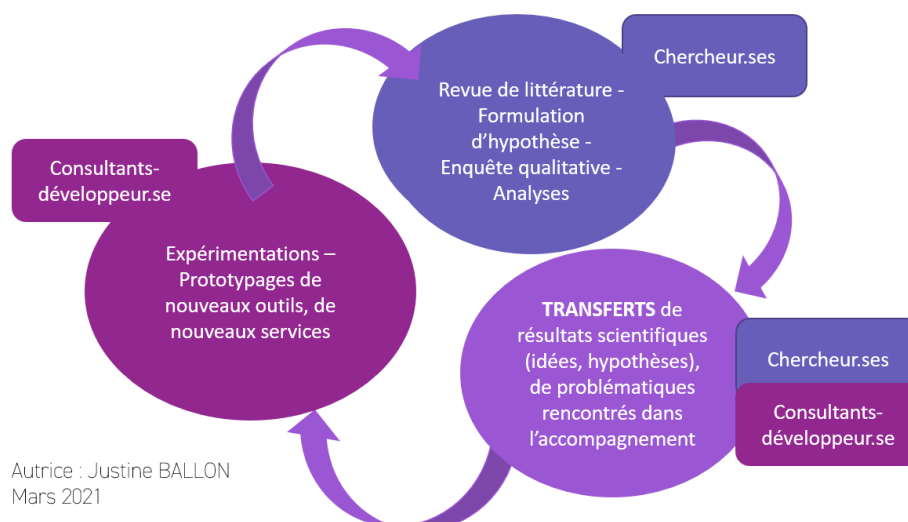 Chercheur.ses
Revue de littérature -
Formulation
d’hypothèse -
Enquête qualitative -
Analyses
Consultants-
développeur.se
Expérimentations –
Prototypages de
nouveaux outils, de
nouveaux services
TRANSFERTS de
résultats scientifiques
(idées, hypothèses),
de problématiques
rencontrés dans
l’accompagnement
Chercheur.ses
Consultants-
développeur.se
Autrice : Justine BALLON
Mars 2021